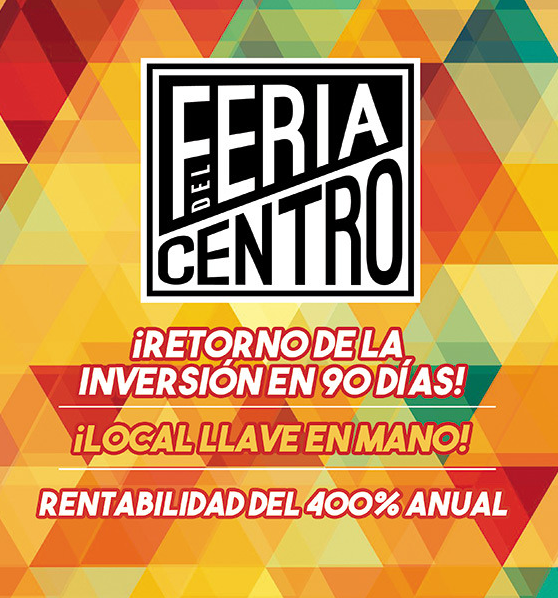 FERIA
DEL
CENTRO
¡RETORNO DE LA
INVERSIÓN EN 90 DÍAS!
¡LOCAL LLAVE EN MANO!
RENTABILIDAD DEL 400% ANUAL